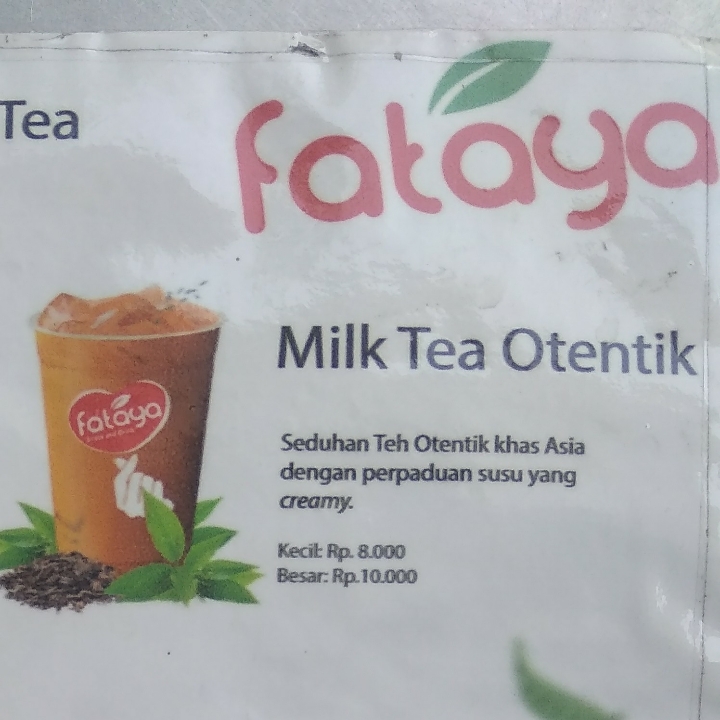 Tea
fataya
Milk Tea Otentik
fataya
Seduhan Teh Otentik khas Asia
dengan perpaduan susu yang
creamy.
Kecil: Rp. 8.000
Besar: Rp.10.000